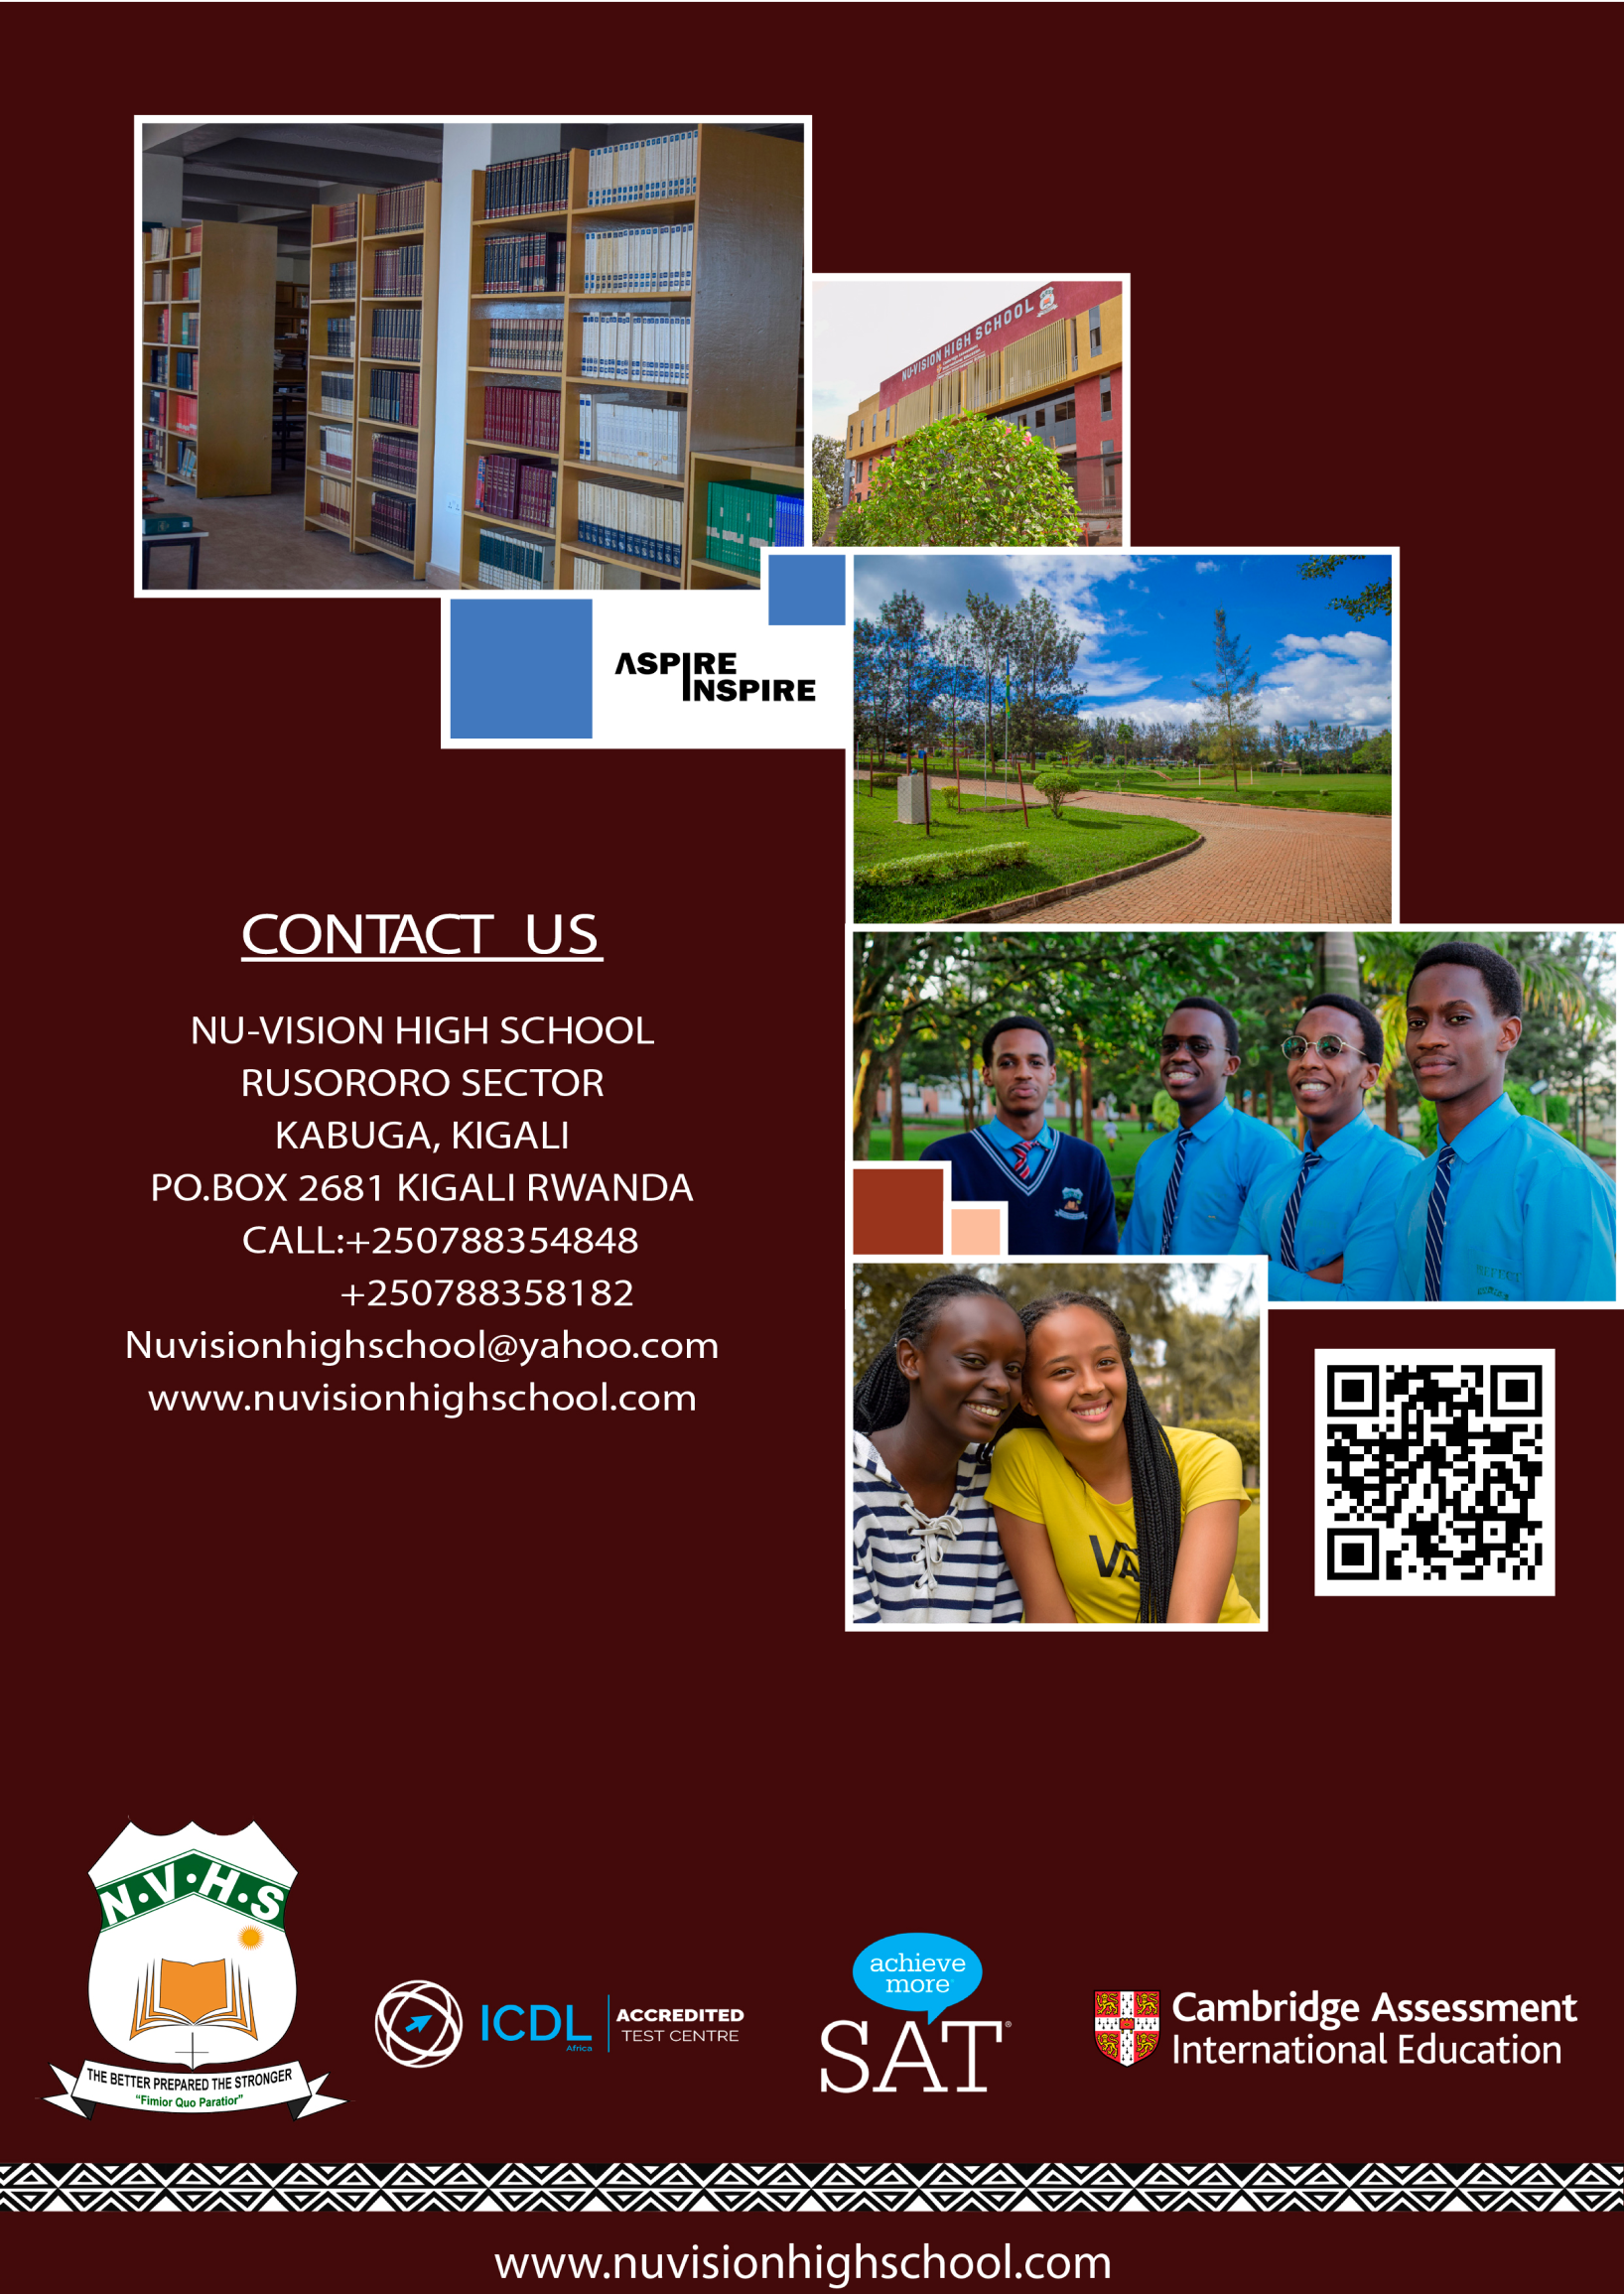 NU-VISION HIGH SCHOOL
ASPIRE
INSPIRE
CONTACT US
NU-VISION HIGH SCHOOL
RUSORORO SECTOR
KABUGA, KIGALI
PO.BOX 2681 KIGALI RWANDA
CALL:+250788354848
+250788358182
Nuvisionhighschool@yahoo.com
www.nuvisionhighschool.com
VA
N.V.H.S
THE BETTER PREPARED THE STRONGER
"Fimior Quo Paratior"
ICDL
Africa
ACCREDITED
TEST CENTRE
achieve
more
SAT®
Cambridge Assessment
International Education
www.nuvisionhighschool.com